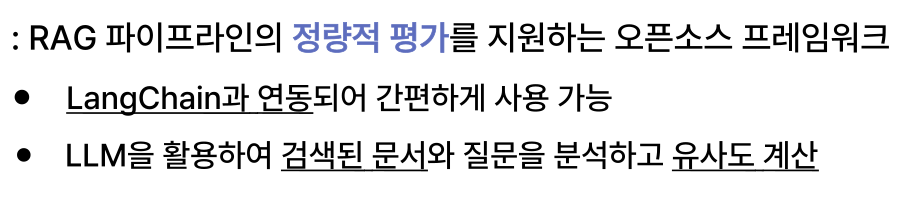 : RAG 파이프라인의 정량적 평가를 지원하는 오픈소스 프레임워크
● LangChain과 연동되어 간편하게 사용 가능
● LLM을 활용하여 검색된 문서와 질문을 분석하고 유사도 계산